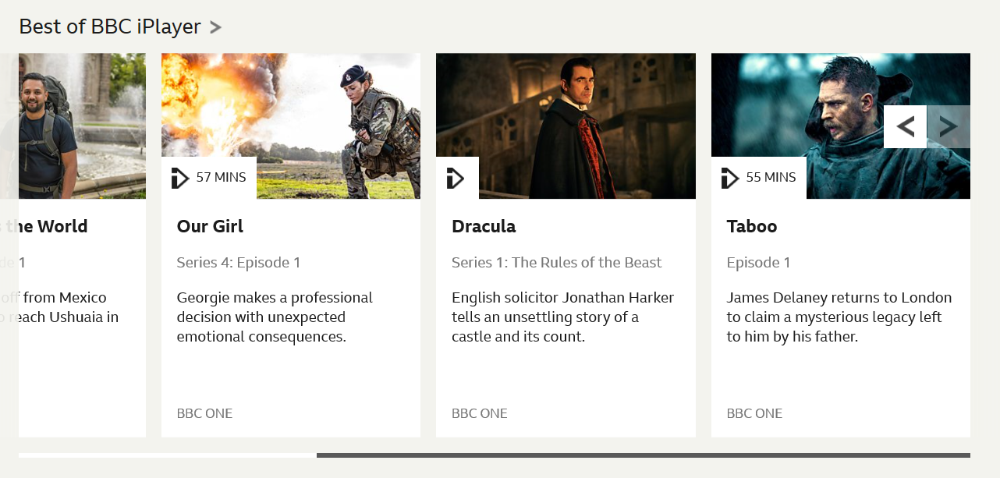 Best of BBC iPlayer >
the World
de 1
off from Mexico
reach Ushuaia in
57 MINS
Our Girl
Series 4: Episode 1
Georgie makes a professional
decision with unexpected
emotional consequences.
BBC ONE
Dracula
Series 1: The Rules of the Beast
English solicitor Jonathan Harker
tells an unsettling story of a
castle and its count.
BBC ONE
55 MINS
Taboo
Episode 1
James Delaney returns to London
to claim a mysterious legacy left
to him by his father.
BBC ONE